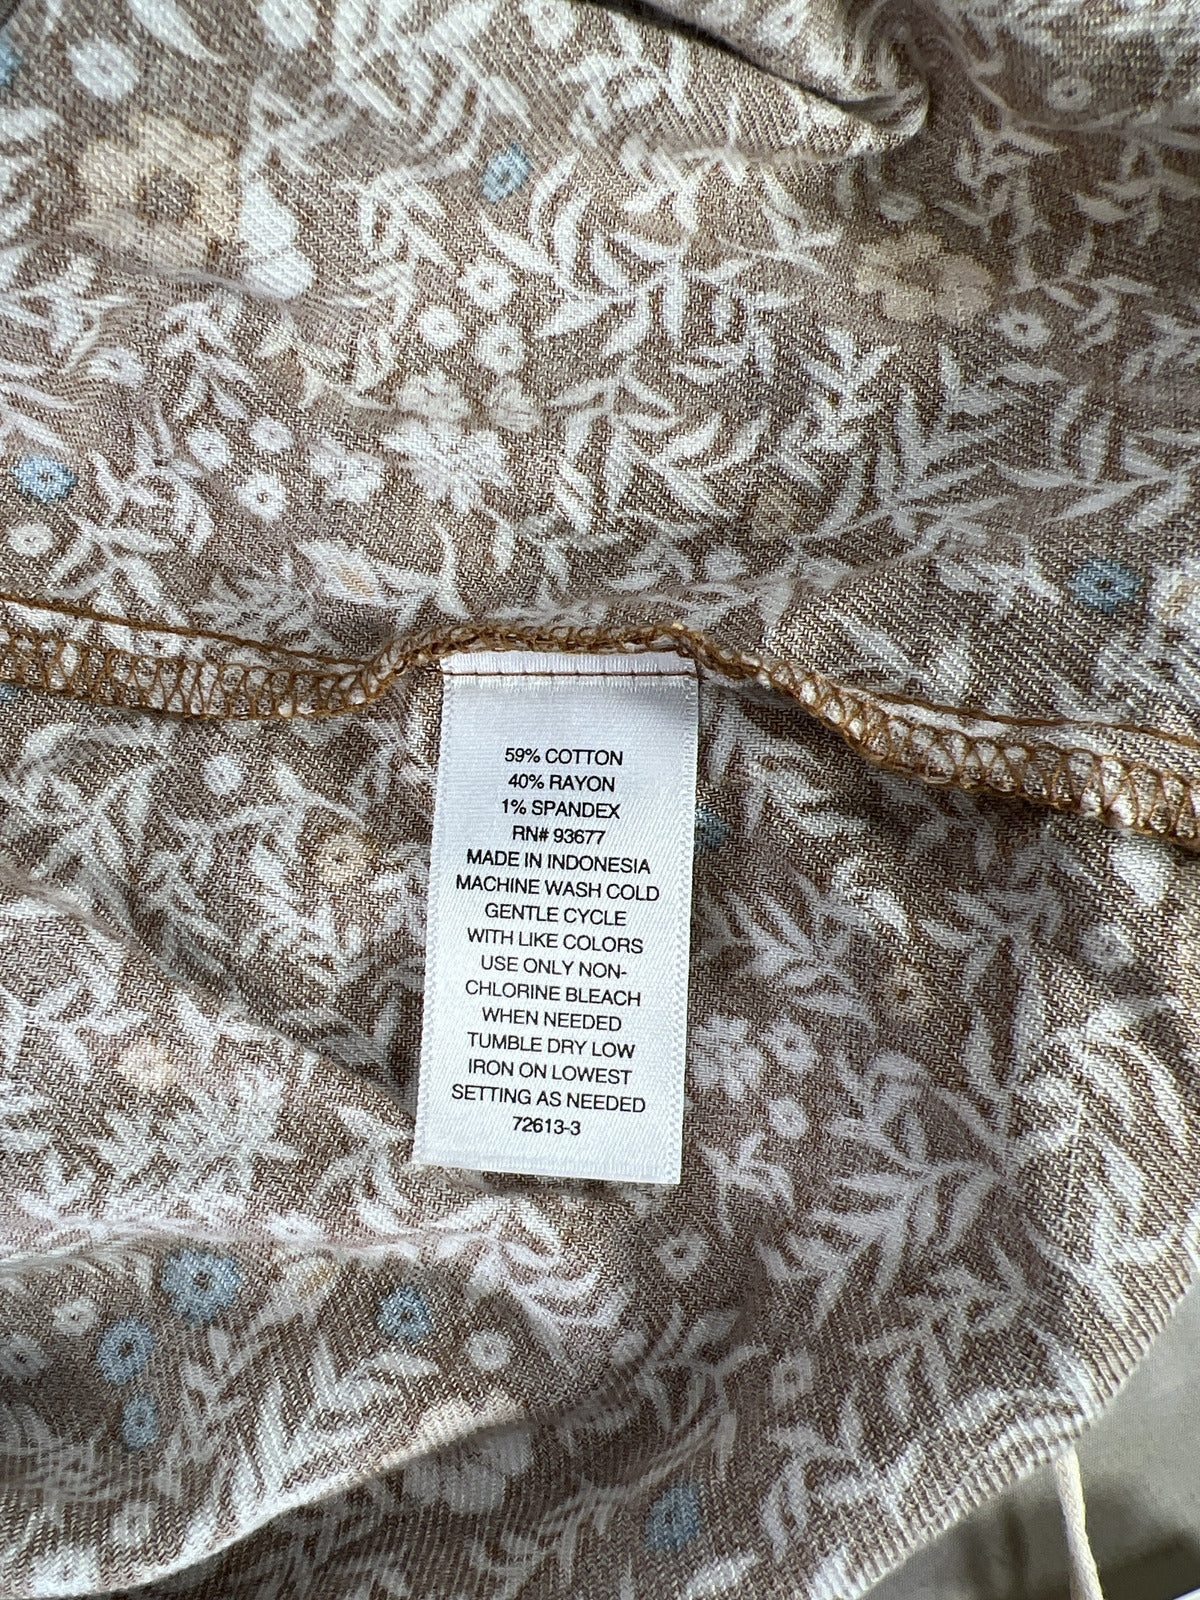 59% COTTON
40% RAYON
1% SPANDEX
RN# 93677
MADE IN INDONESIA
MACHINE WASH COLD
GENTLE CYCLE
WITH LIKE COLORS
USE ONLY NON-
CHLORINE BLEACH
WHEN NEEDED
TUMBLE DRY LOW
IRON ON LOWEST
SETTING AS NEEDED
72613-3